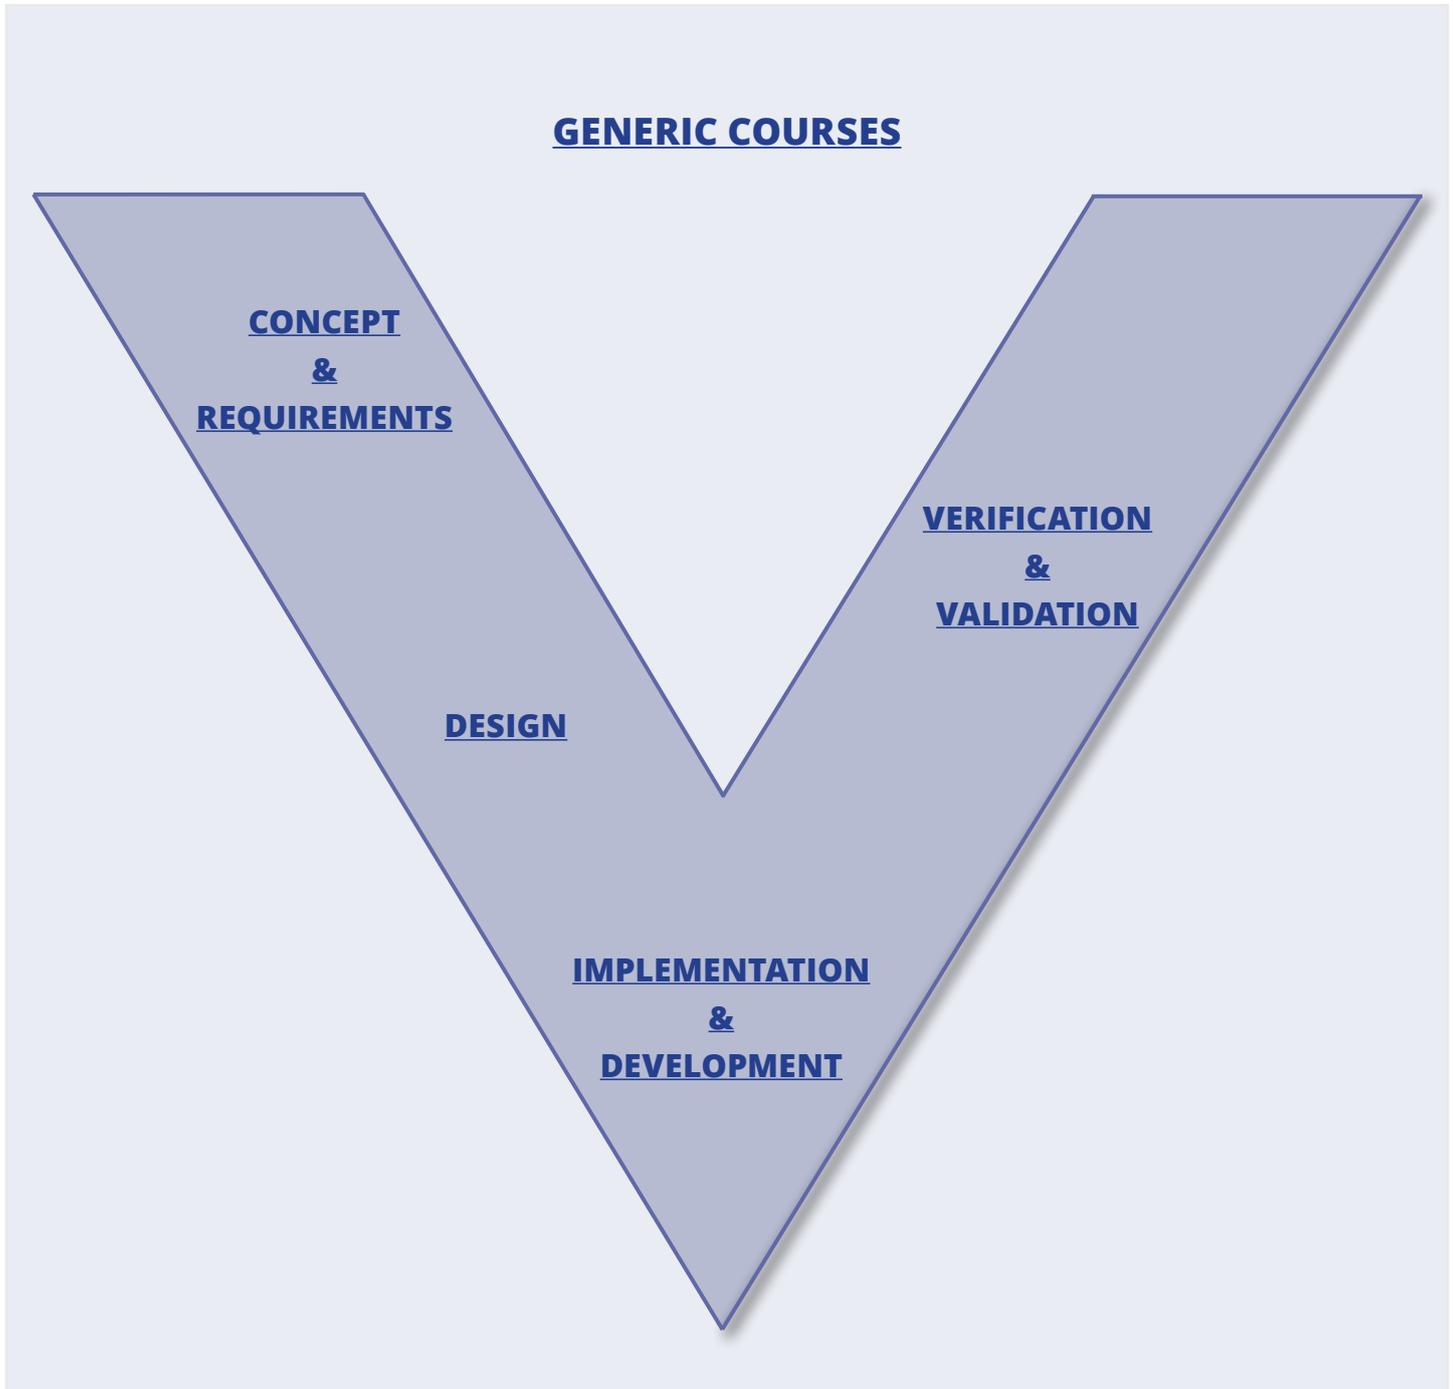 GENERIC COURSES
CONCEPT
&
REQUIREMENTS
VERIFICATION
&
VALIDATION
DESIGN
IMPLEMENTATION
&
DEVELOPMENT